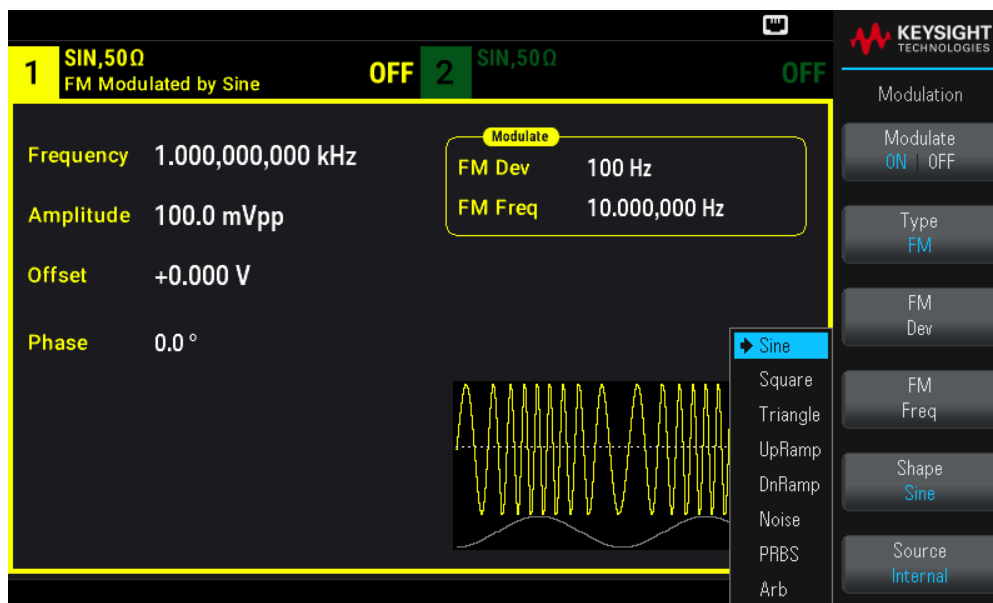 KEYSIGHT
TECHNOLOGIES
1
SIN,50Ω
FM Modulated by Sine
OFF
2
SIN,50Ω
OFF
Frequency 1.000,000,000 kHz
Amplitude 100.0 mVpp
Offset +0.000 V
Phase 0.0 °
Modulate
FM Dev 100 Hz
FM Freq 10.000,000 Hz
Sine
Square
Triangle
UpRamp
DnRamp
Noise
PRBS
Arb
Modulation
Modulate
ON OFF
Type
FM
FM
Dev
FM
Freq
Shape
Sine
Source
Internal